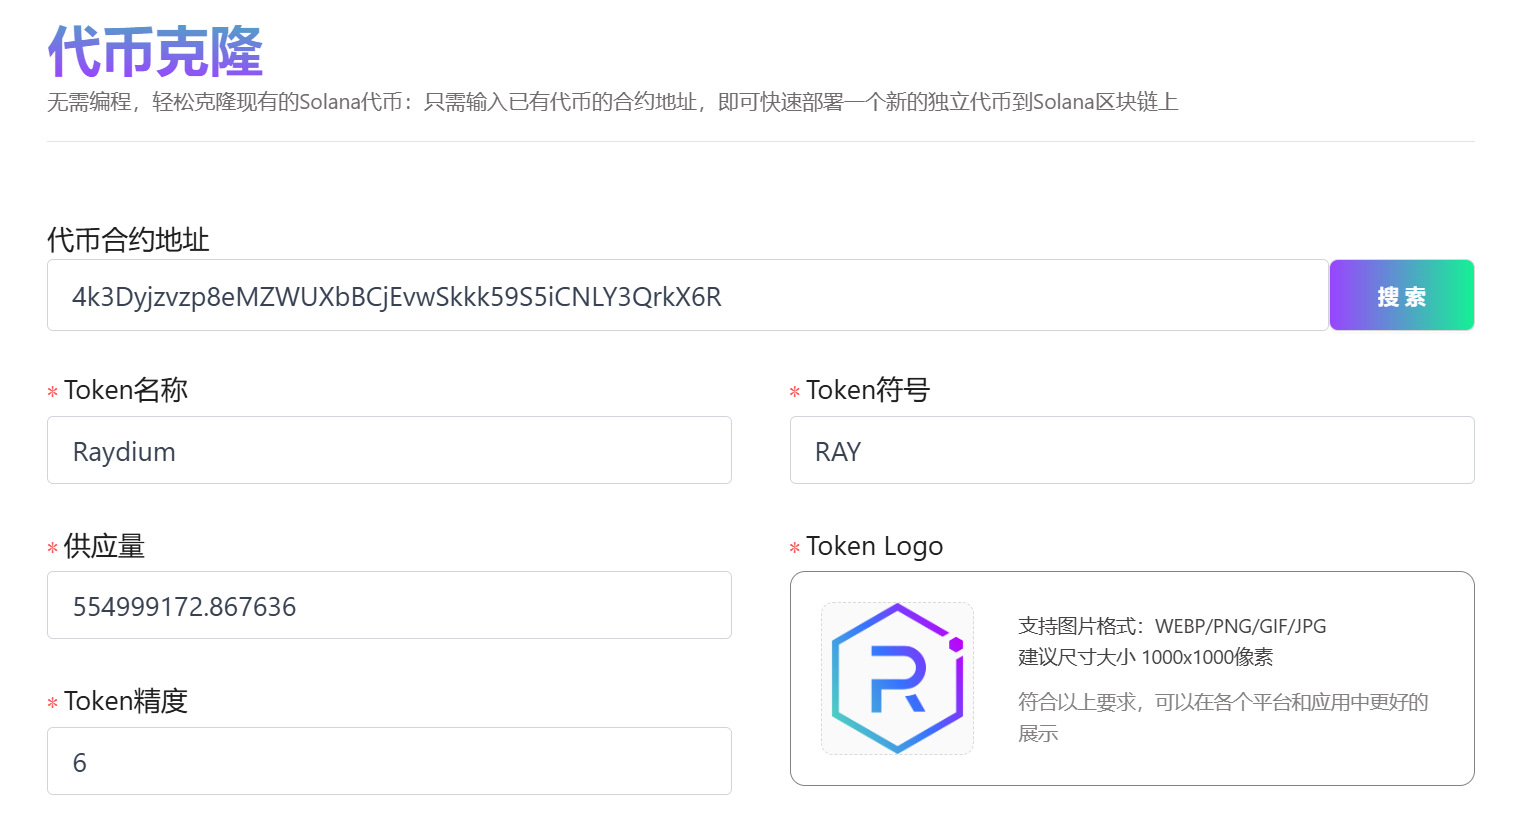 代币克隆
无需编程，轻松克隆现有的Solana代币：只需输入已有代币的合约地址，即可快速部署一个新的独立代币到Solana区块链上
代币合约地址
4k3Dyjzvzp8eMZWUXbBCjEvwSkkk59S5iCNLY3QrkX6R
搜索
* Token名称
* Token符号
Raydium
RAY
* 供应量
* Token Logo
554999172.867636
支持图片格式：WEBP/PNG/GIF/JPG
建议尺寸大小 1000x1000像素
符合以上要求，可以在各个平台和应用中更好的
展示
* Token精度
6